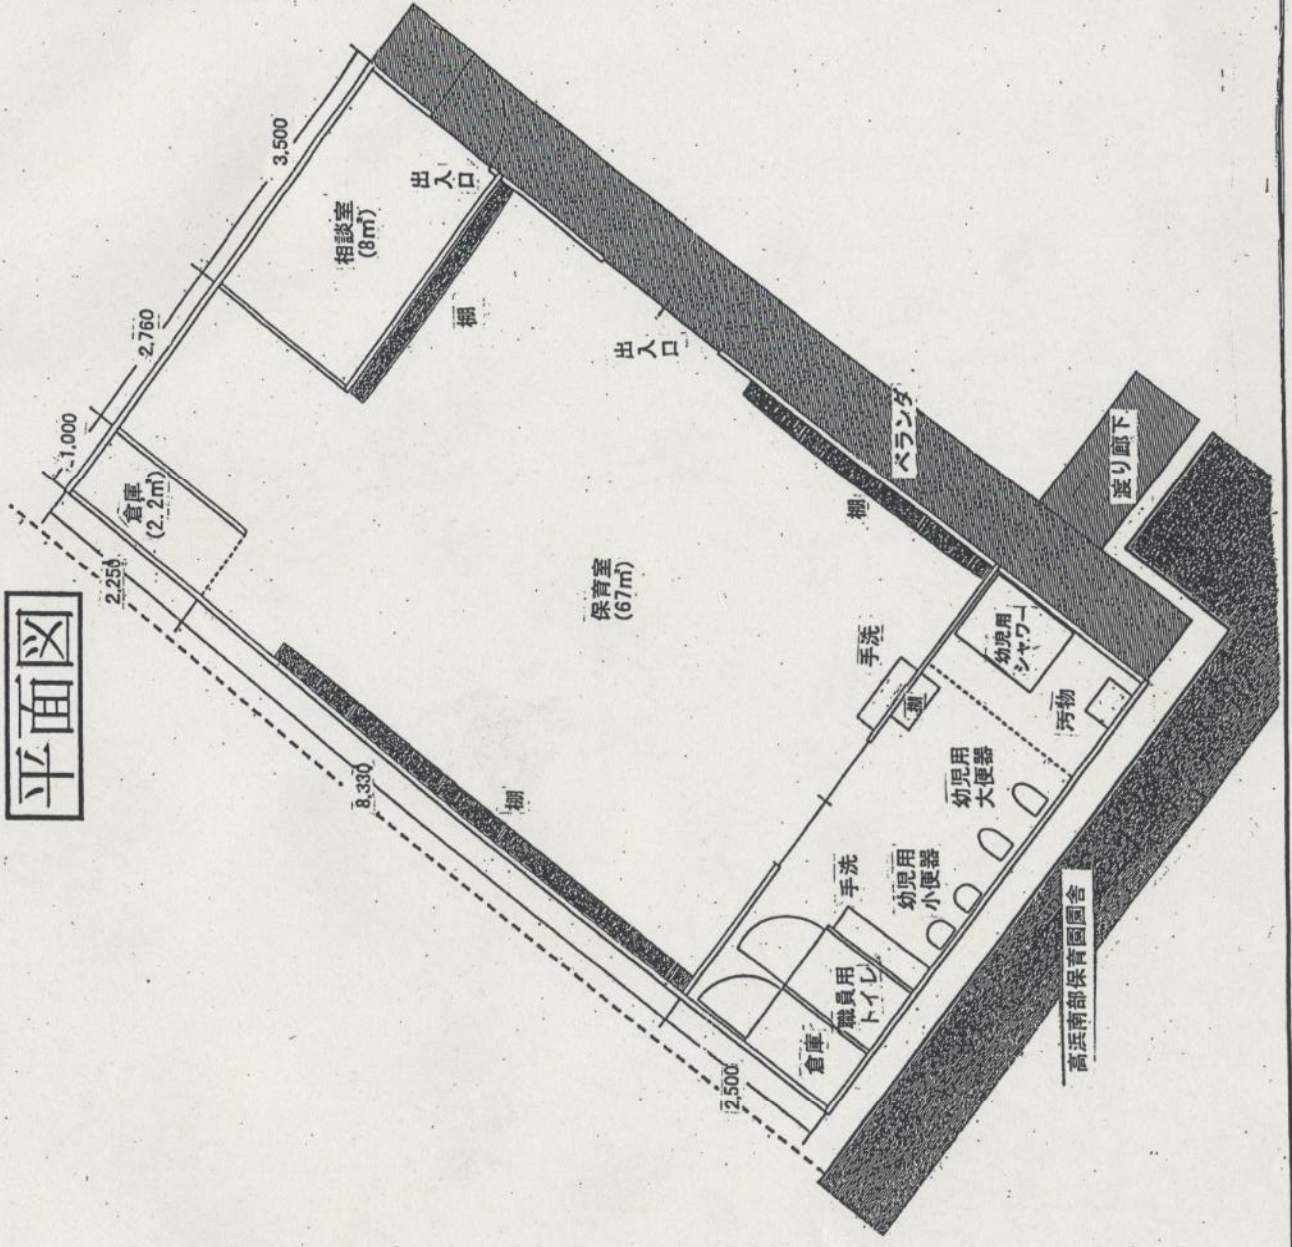 平面図
3,500
2,760
1,000
2,250
8,330
2,500
倉庫
(2.2㎡)
相談室
(8㎡)
出入口
棚
出入口
ベランダ
棚
渡り廊下
保育室
(67㎡)
棚
手洗
棚
幼児用
シャワー
汚物
幼児用
大便器
幼児用
小便器
手洗
職員用
トイレ
倉庫
高浜南部保育園園舎